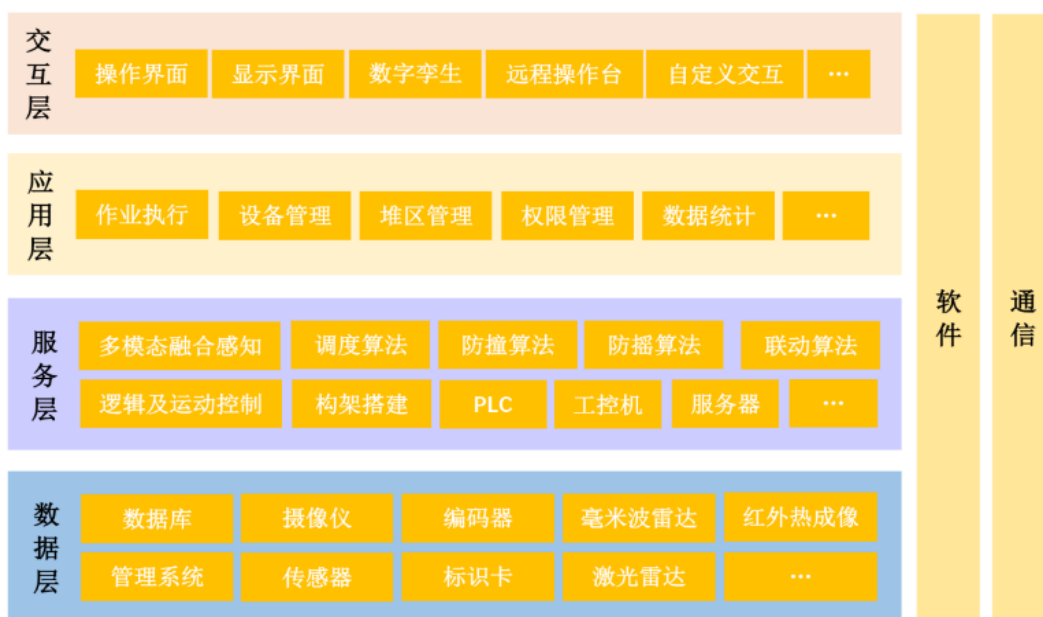 交互层
操作界面 显示界面 数字孪生 远程操作台 自定义交互 …
应用层
作业执行 设备管理 堆区管理 权限管理 数据统计 …
服务层
多模态融合感知 调度算法 防撞算法 防摇算法 联动算法
逻辑及运动控制 构架搭建 PLC 工控机 服务器 …
数据层
数据库 摄像仪 编码器 毫米波雷达 红外热成像
管理系统 传感器 标识卡 激光雷达 …
软件
通信